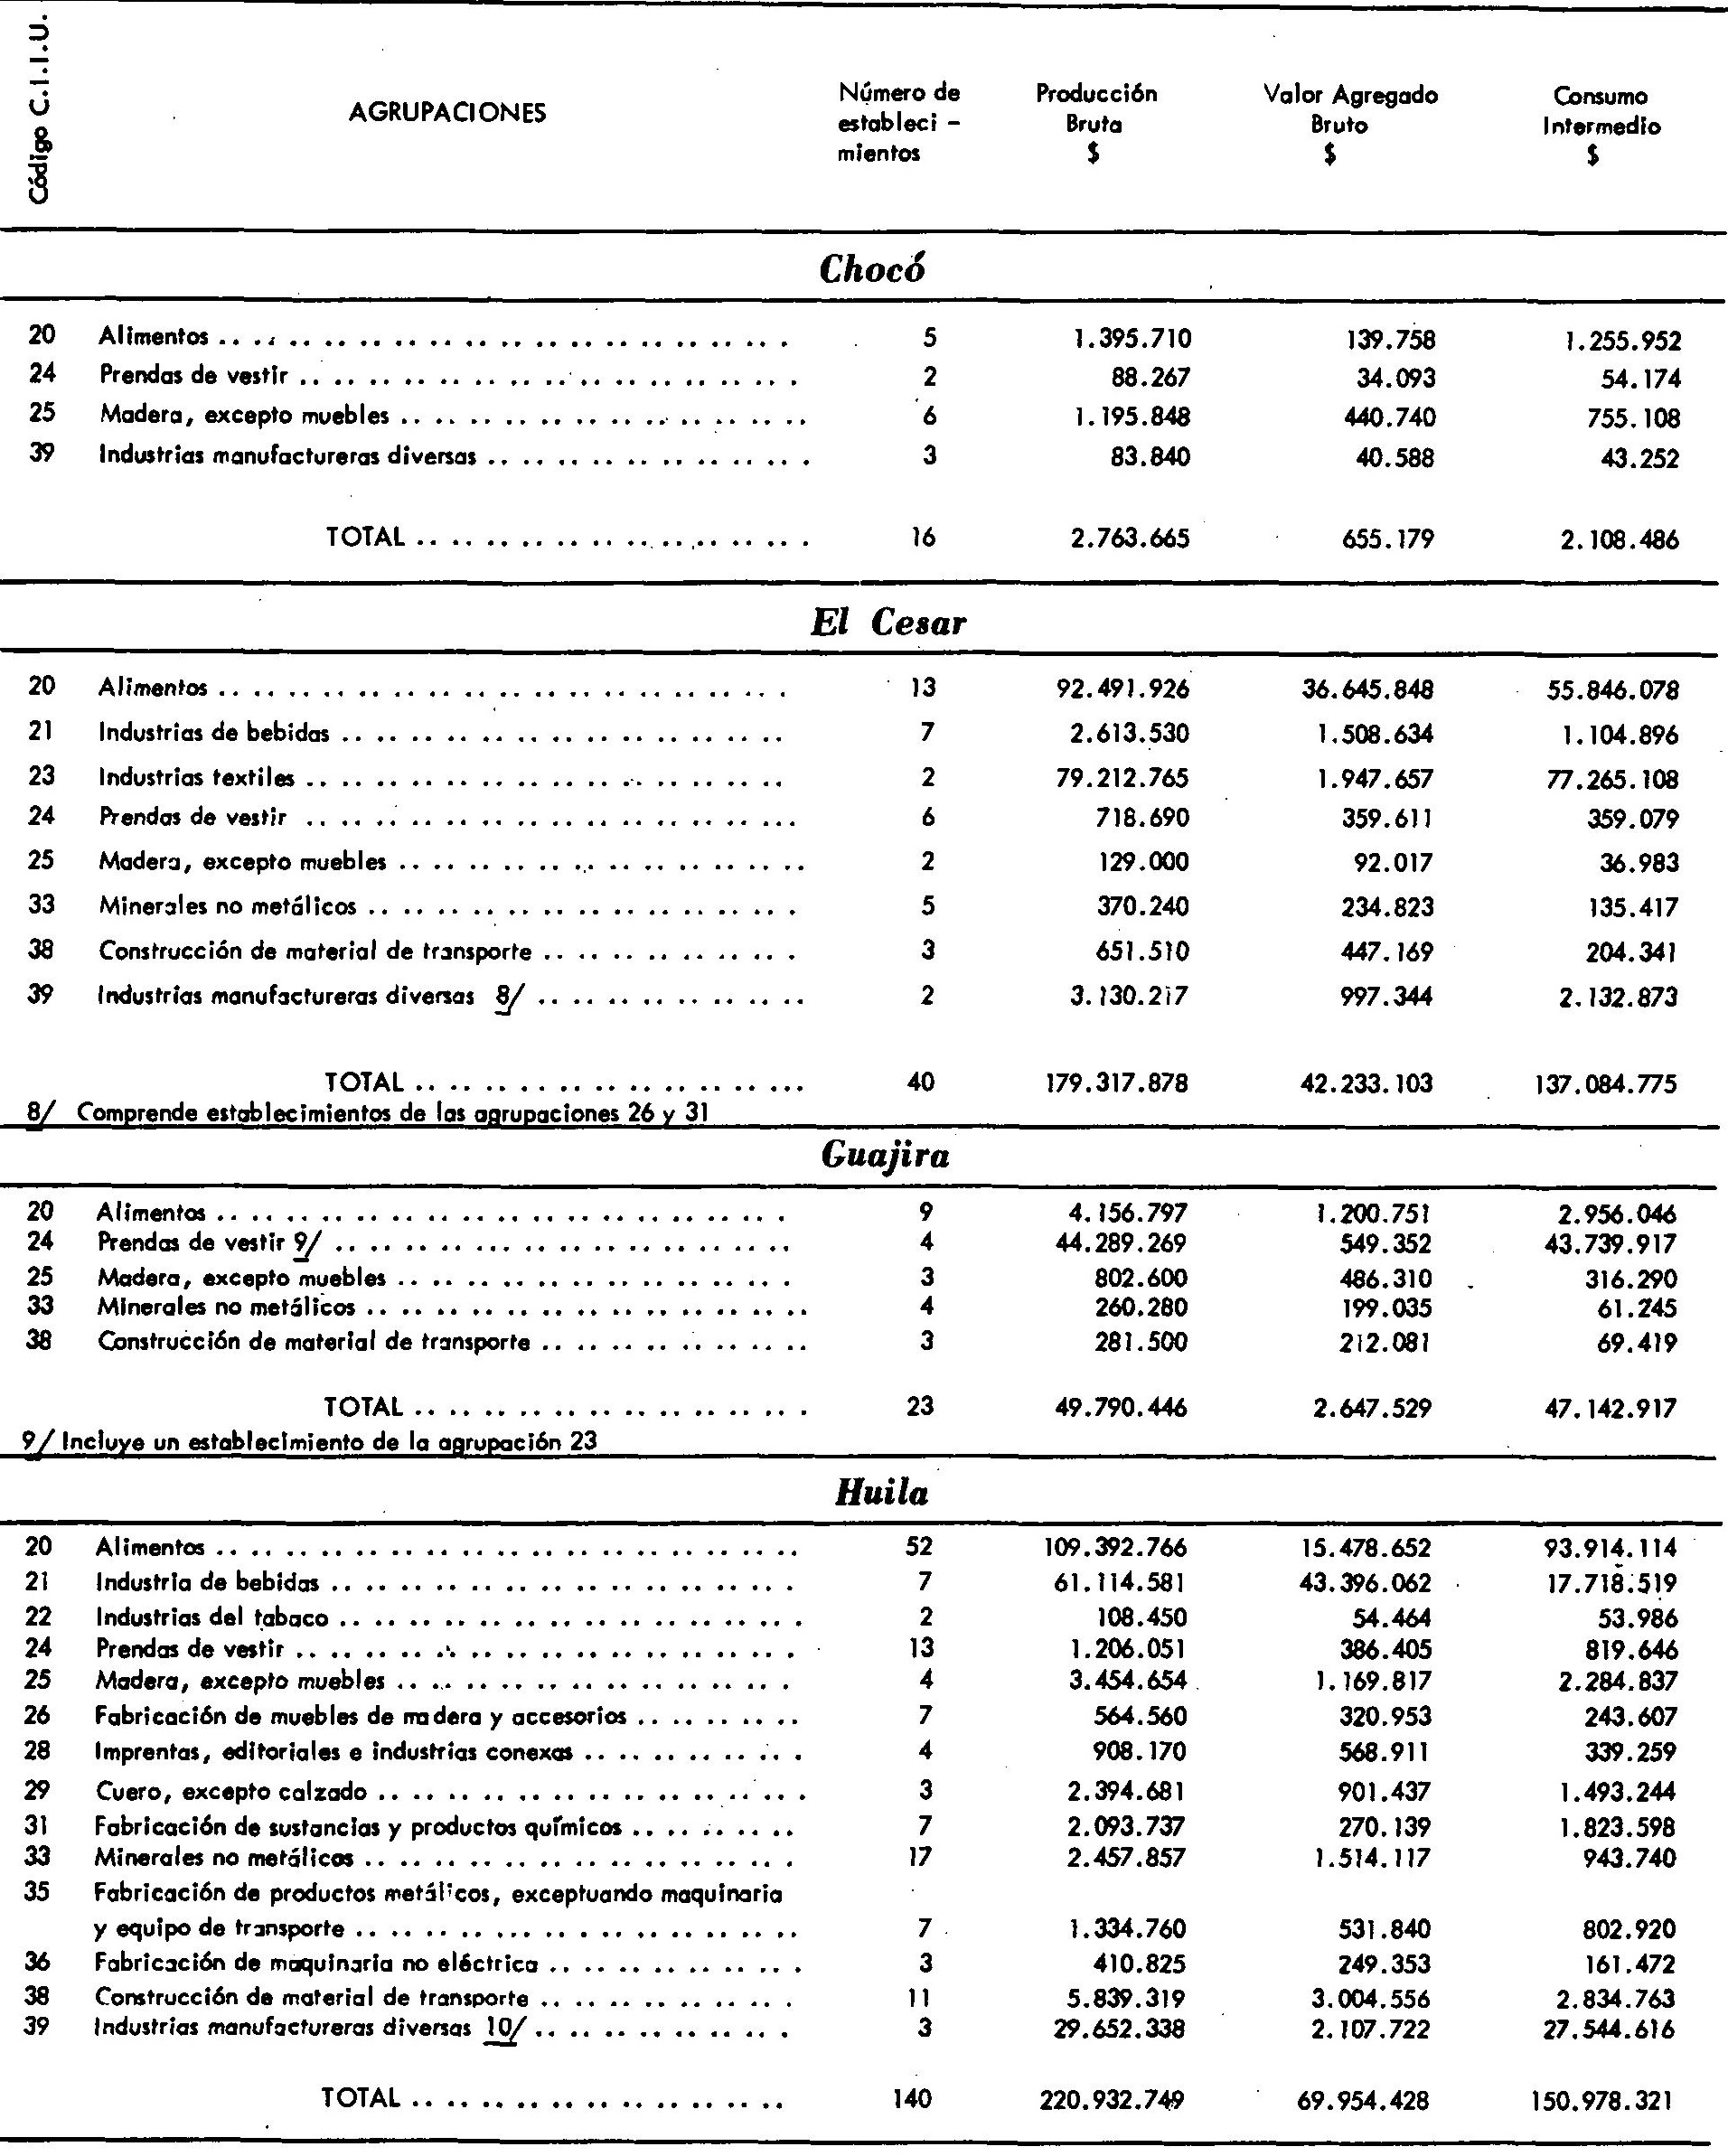 Código C.I.I.U.
AGRUPACIONES
Número de estableci - mientos
Producción Bruta $
Valor Agregado Bruto $
Consumo Intermedio $
Chocó
20 Alimentos 5 1.395.710 139.758 1.255.952
24 Prendas de vestir 2 88.267 34.093 54.174
25 Madera, excepto muebles 6 1.195.848 440.740 755.108
39 Industrias manufactureras diversas 3 83.840 40.588 43.252
TOTAL 16 2.763.665 655.179 2.108.486
El Cesar
20 Alimentos 13 92.491.926 36.645.848 55.846.078
21 Industrias de bebidas 7 2.613.530 1.508.634 1.104.896
23 Industrias textiles 2 79.212.765 1.947.657 77.265.108
24 Prendas de vestir 6 718.690 359.611 359.079
25 Madera, excepto muebles 2 129.000 92.017 36.983
33 Minerales no metálicos 5 370.240 234.823 135.417
38 Construcción de material de transporte 3 651.510 447.169 204.341
39 Industrias manufactureras diversas 8/ 2 3.130.217 997.344 2.132.873
TOTAL 40 179.317.878 42.233.103 137.084.775
8/ Comprende establecimientos de las agrupaciones 26 y 31
Guajira
20 Alimentos 9 4.156.797 1.200.751 2.956.046
24 Prendas de vestir 9/ 4 44.289.269 549.352 43.739.917
25 Madera, excepto muebles 3 802.600 486.310 316.290
33 Minerales no metálicos 4 260.280 199.035 61.245
38 Construcción de material de transporte 3 281.500 212.081 69.419
TOTAL 23 49.790.446 2.647.529 47.142.917
9/ Incluye un establecimiento de la agrupación 23
Huila
20 Alimentos 52 109.392.766 15.478.652 93.914.114
21 Industria de bebidas 7 61.114.581 43.396.062 17.718.519
22 Industrias del tabaco 2 108.450 54.464 53.986
24 Prendas de vestir 13 1.206.051 386.405 819.646
25 Madera, excepto muebles 4 3.454.654 1.169.817 2.284.837
26 Fabricación de muebles de madera y accesorios 7 564.560 320.953 243.607
28 Imprentas, editoriales e industrias conexas 4 908.170 568.911 339.259
29 Cuero, excepto calzado 3 2.394.681 901.437 1.493.244
31 Fabricación de sustancias y productos químicos 7 2.093.737 270.139 1.823.598
33 Minerales no metálicos 17 2.457.857 1.514.117 943.740
35 Fabricación de productos metálicos, exceptuando maquinaria
y equipo de transporte 7 1.334.760 531.840 802.920
36 Fabricación de maquinaria no eléctrica 3 410.825 249.353 161.472
38 Construcción de material de transporte 11 5.839.319 3.004.556 2.834.763
39 Industrias manufactureras diversas 10/ 3 29.652.338 2.107.722 27.544.616
TOTAL 140 220.932.749 69.954.428 150.978.321